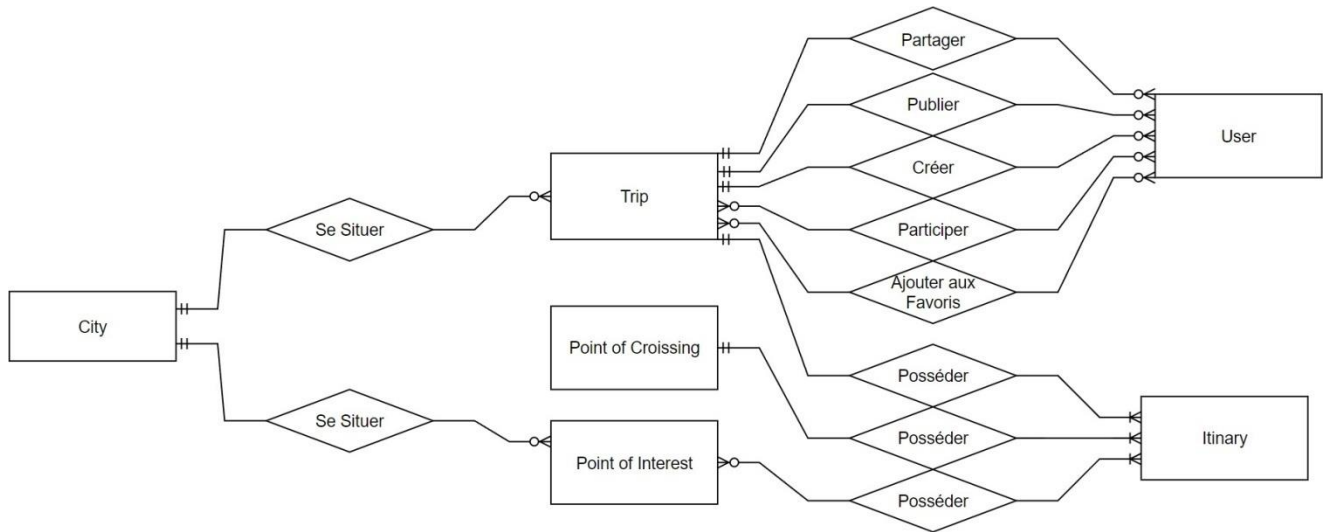 Partager
Publier
User
Créer
Trip
Participer
Se Situer
Ajouter aux
Favoris
City
Point of Croissing
Posséder
Se Situer
Posséder
Itinary
Point of Interest
Posséder